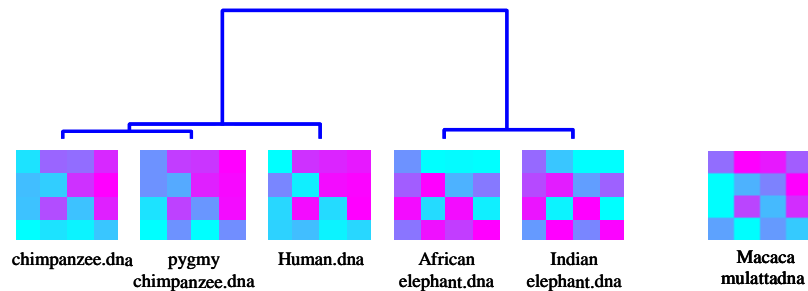 chimpanzee.dna
pygmy
chimpanzee.dna
Human.dna
African
elephant.dna
Indian
elephant.dna
Macaca
mulattadna